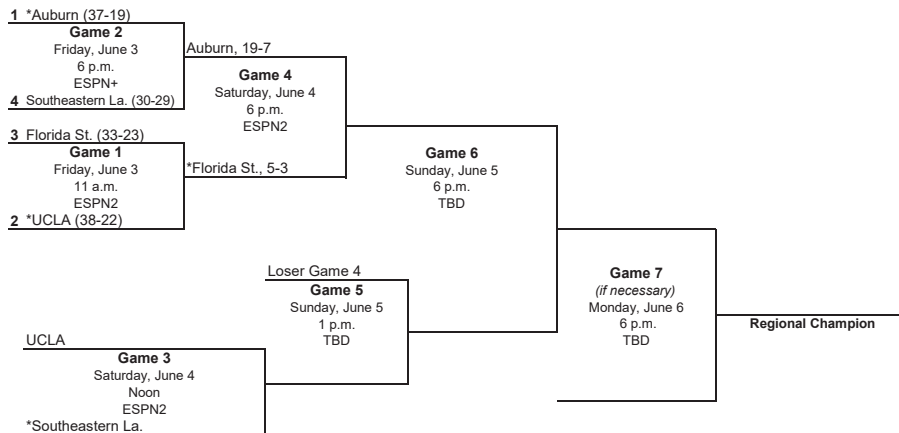 1 *Auburn (37-19)
Game 2
Friday, June 3
6 p.m.
ESPN+
4 Southeastern La. (30-29)
Auburn, 19-7
Game 4
Saturday, June 4
6 p.m.
ESPN2
3 Florida St. (33-23)
Game 1
Friday, June 3
11 a.m.
ESPN2
2 *UCLA (38-22)
*Florida St., 5-3
Game 6
Sunday, June 5
6 p.m.
TBD
Loser Game 4
Game 5
Sunday, June 5
1 p.m.
TBD
UCLA
Game 3
Saturday, June 4
Noon
ESPN2
*Southeastern La.
Game 7
(if necessary)
Monday, June 6
6 p.m.
TBD
Regional Champion